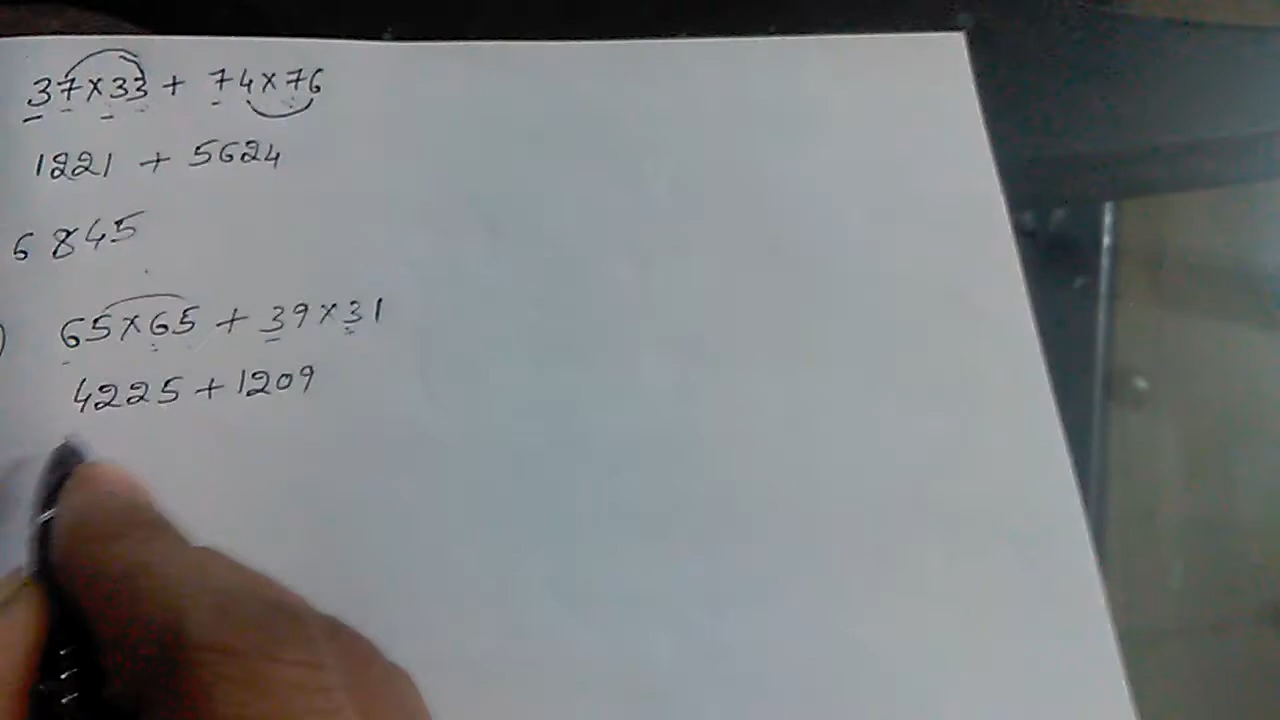 37×33 + 74×76
1221 + 5624
6845
) 65×65 + 39×31
4225 + 1209